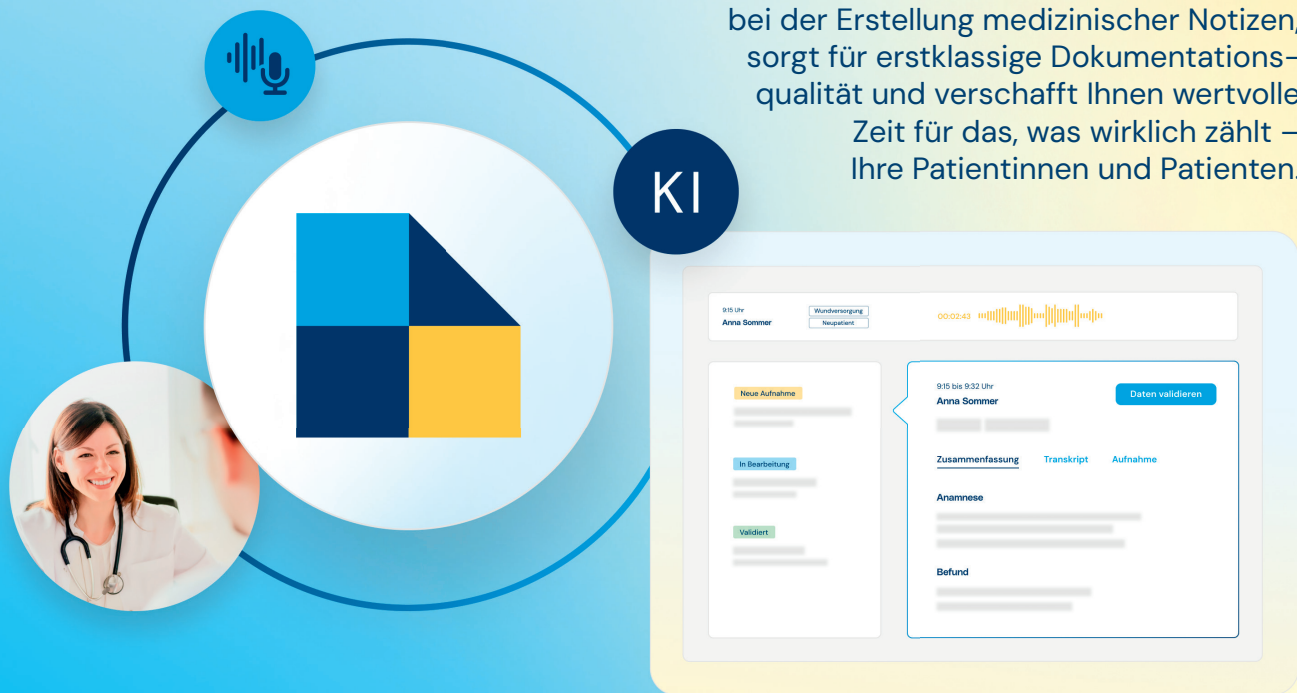 bei der Erstellung medizinischer Notizen,
sorgt für erstklassige Dokumentations-
qualität und verschafft Ihnen wertvolle
Zeit für das, was wirklich zählt –
Ihre Patientinnen und Patienten.
KI
9:15 Uhr
Anna Sommer
Wundversorgung
Neupatient
00:02:43
Neue Aufnahme
In Bearbeitung
Validiert
9:15 bis 9:32 Uhr
Anna Sommer
Daten validieren
Zusammenfassung Transkript Aufnahme
Anamnese
Befund